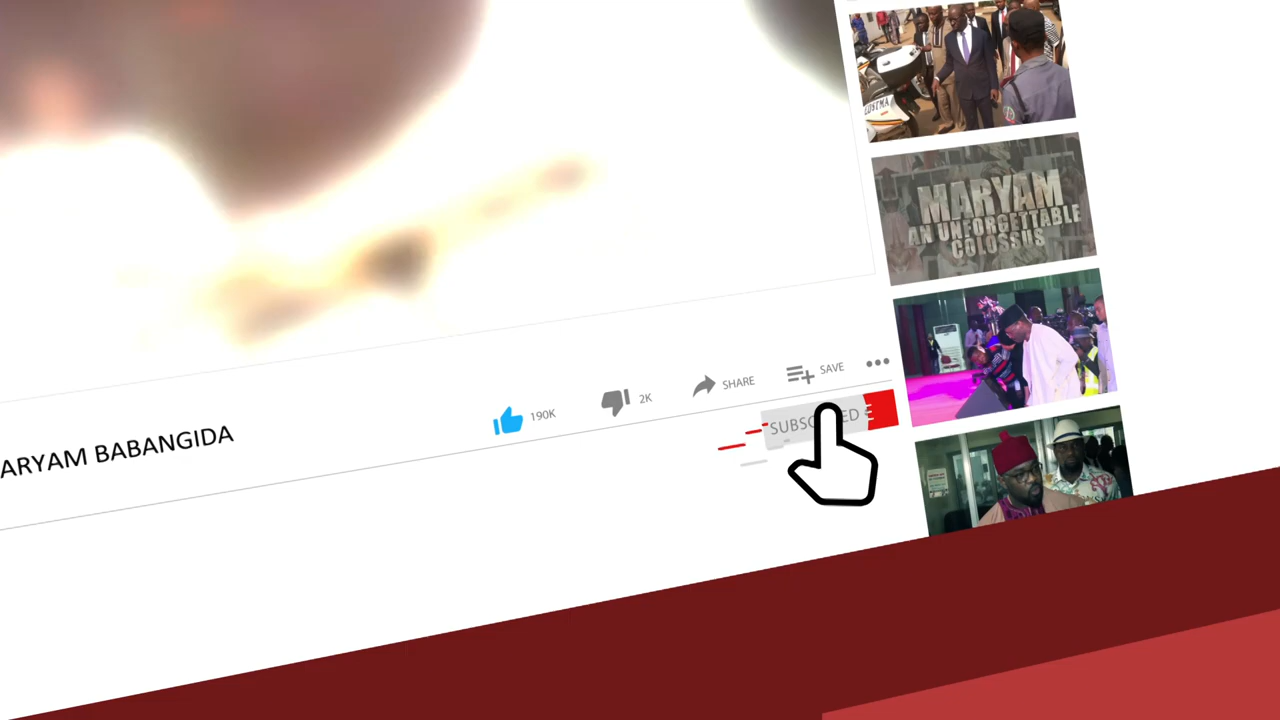 MARYAM
AN UNFORGETTABLE
COLOSSUS
190K
2K
SHARE
SAVE
ARYAM BABANGIDA